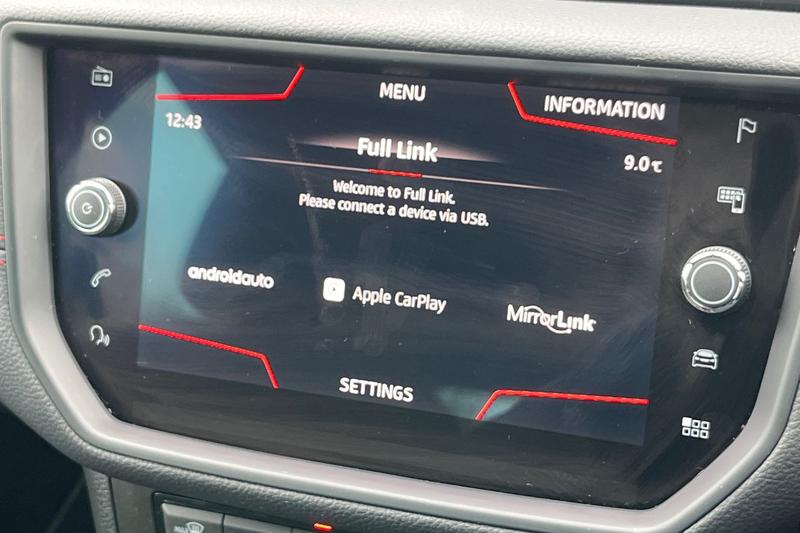 MENU
INFORMATION
12:43
Full Link
9.0°C
Welcome to Full Link.
Please connect a device via USB.
androidauto
Apple CarPlay
MirrorLink
SETTINGS
MAX